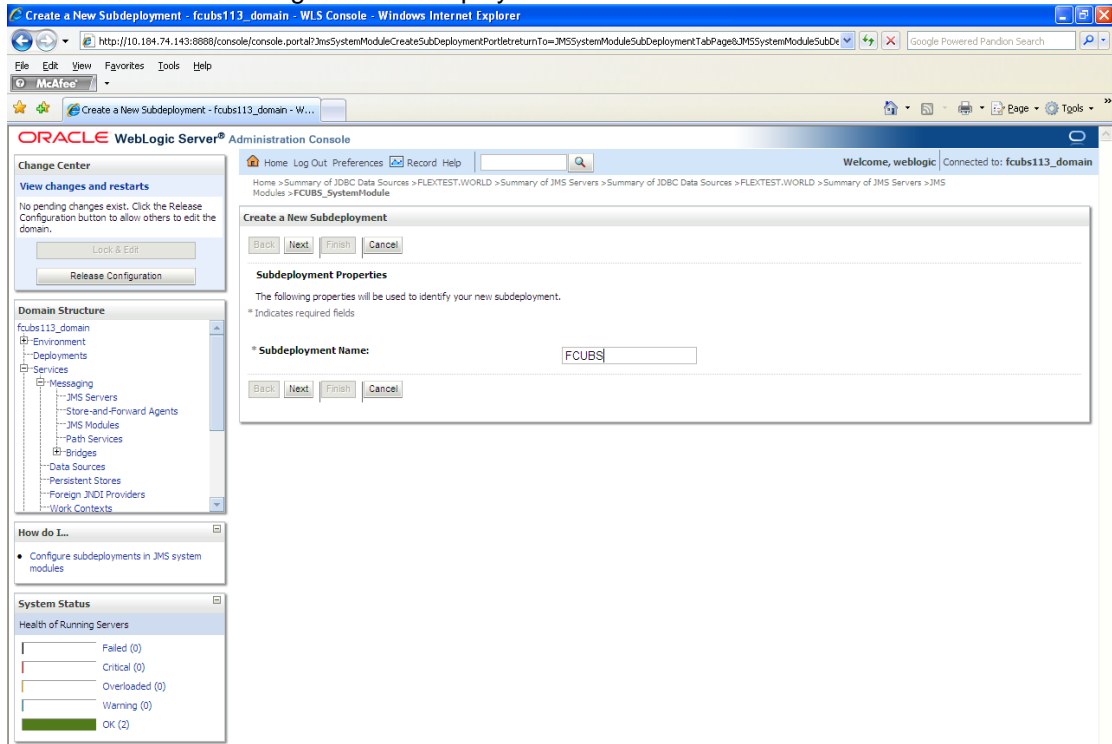 Create a New Subdeployment - fcubs113_domain - WLS Console - Windows Internet Explorer
http://10.184.74.143:8888/console/console.portal?JmsSystemModuleCreateSubDeploymentPortletreturnTo=JMSSystemModuleSubDeploymentTabPage&JMSSystemModuleSubDe
Google Powered Pandion Search
File Edit View Favorites Tools Help
McAfee
Create a New Subdeployment - fcubs113_domain - W...
Page Tools
ORACLE WebLogic Server® Administration Console
Change Center
View changes and restarts
No pending changes exist. Click the Release
Configuration button to allow others to edit the
domain.
Lock & Edit
Release Configuration
Domain Structure
fcubs113_domain
Environment
Deployments
Services
Messaging
JMS Servers
Store-and-Forward Agents
JMS Modules
Path Services
Bridges
Data Sources
Persistent Stores
Foreign JNDI Providers
Work Contexts
How do I...
Configure subdeployments in JMS system
modules
System Status
Health of Running Servers
Failed (0)
Critical (0)
Overloaded (0)
Warning (0)
OK (2)
Home Log Out Preferences Record Help
Welcome, weblogic Connected to: fcubs113_domain
Home >Summary of JDBC Data Sources >FLEXTEST.WORLD >Summary of JMS Servers >Summary of JDBC Data Sources >FLEXTEST.WORLD >Summary of JMS Servers >JMS
Modules >FCUBS_SystemModule
Create a New Subdeployment
Back Next Finish Cancel
Subdeployment Properties
The following properties will be used to identify your new subdeployment.
* Indicates required fields
* Subdeployment Name: FCUBS
Back Next Finish Cancel